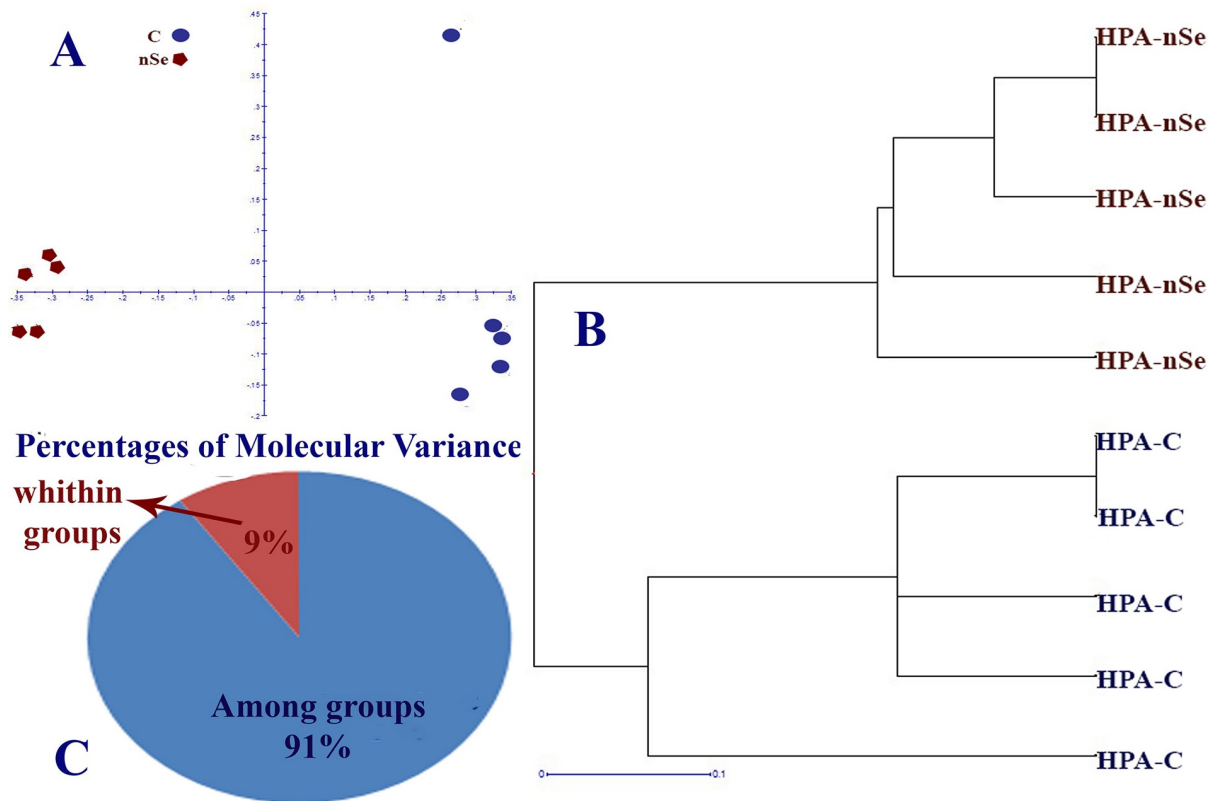 A
C
nSe
.45
.4
.35
.3
.25
.2
.15
.1
.05
-.35 -.3 -.25 -.2 -.15 -.1 -.05 .05 .1 .15 .2 .25 .3 .35
-.05
-.1
-.15
-.2
HPA-nSe
HPA-nSe
HPA-nSe
HPA-nSe
HPA-nSe
B
HPA-C
HPA-C
HPA-C
HPA-C
HPA-C
0 0.1
Percentages of Molecular Variance
whithin
groups
9%
Among groups
91%
C